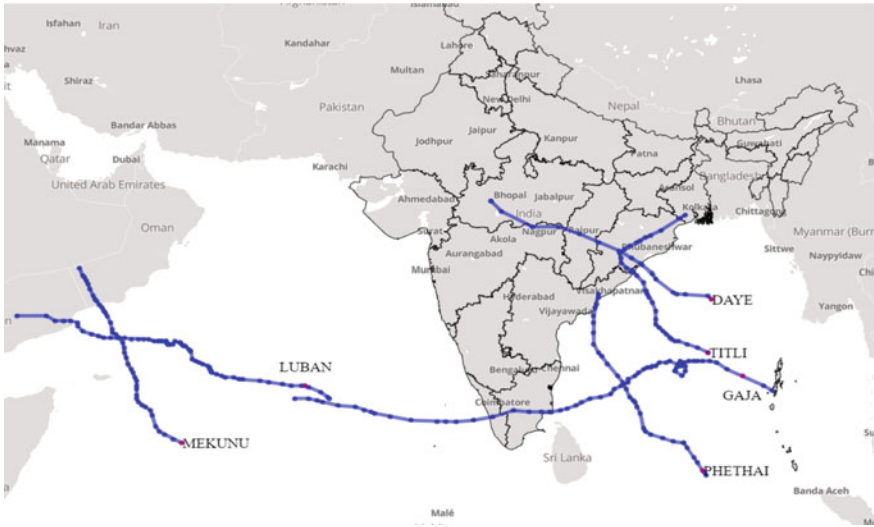 Isfahan
Iran
Kandahar
Lahore
Multan
Saharanpur
New Delhi
Lhasa
Shiraz
Pakistan
Nepal
Bhutan
Bandar Abbas
Jaipur
Jodhpur
Kanpur
Guwahati
Manama
Qatar
Dubai
Karachi
Patna
Bangladesh
United Arab Emirates
Ahmedabad
Bhopal
Jabalpur
Asansol
Kolkata
Chittagong
India
Oman
Surat
Akola
Nagpur
Raipur
Bhubaneshwar
Myanmar (Burm
Sittwe
Naypyidaw
Aurangabad
Mumbai
Hyderabad
Visakhapatnam
Vijayawada
DAYE
Yangon
TITLI
LUBAN
Bengaluru
Chennai
GAJA
Coimbatore
MEKUNU
Sri Lanka
PHETHAI
Banda Aceh
Malé